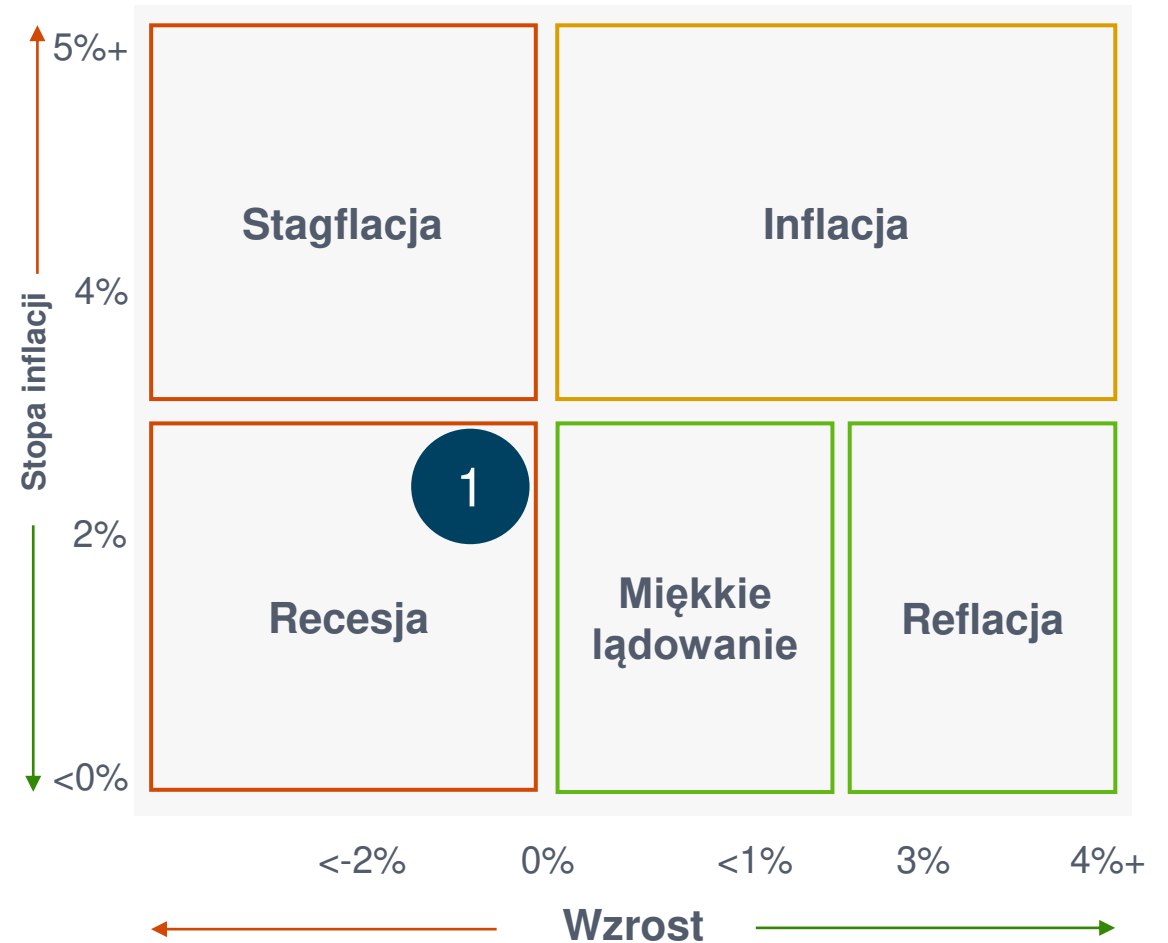 5%+
Stagflacja
Inflacja
4%
Stopa inflacji
1
2%
Recesja
Miękkie
lądowanie
Reflacja
<0%
<-2%
0%
<1%
3%
4%+
Wzrost